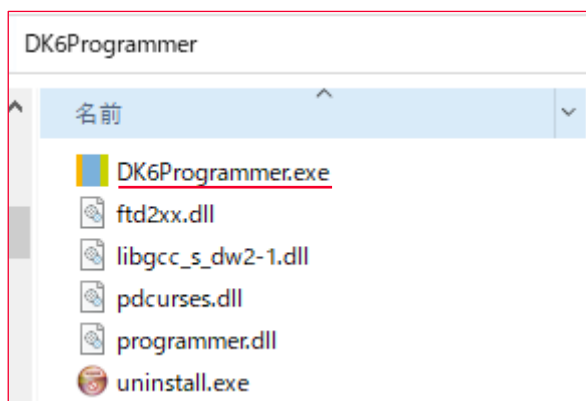 DK6Programmer
名前
DK6Programmer.exe
ftd2xx.dll
libgcc_s_dw2-1.dll
pdcurses.dll
programmer.dll
uninstall.exe